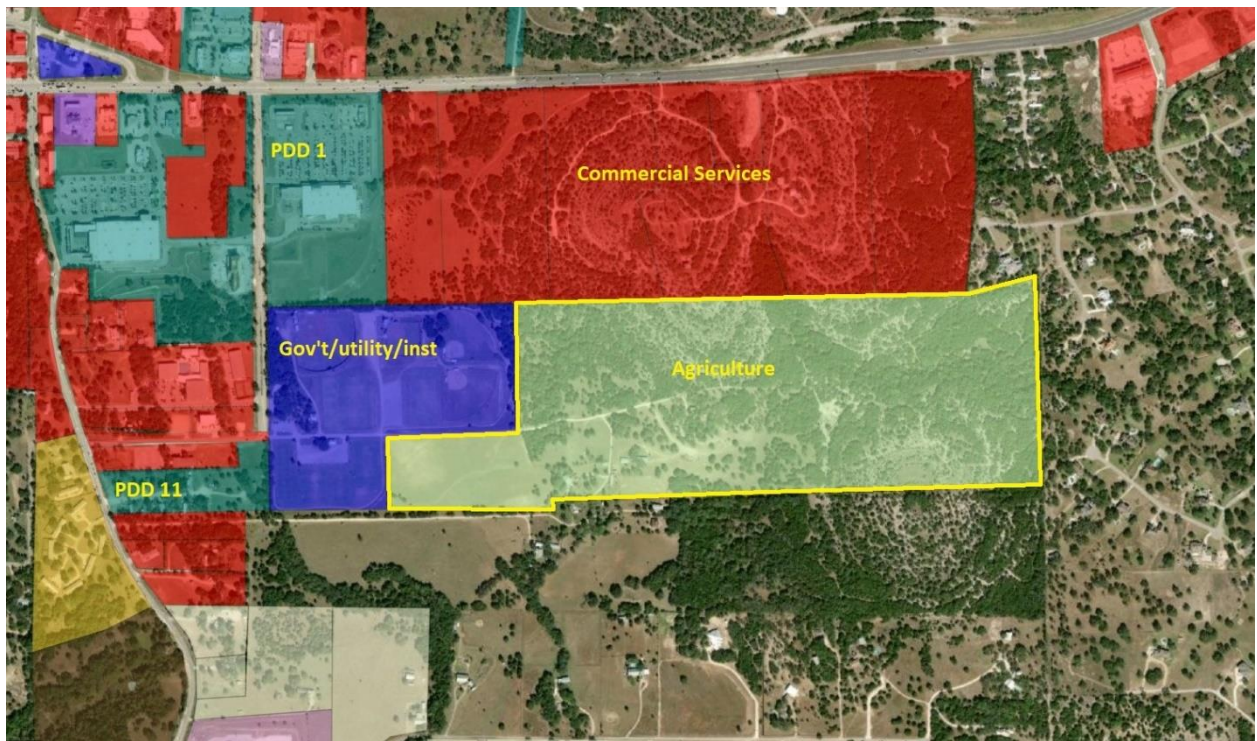 PDD 1
Commercial Services
Gov't/utility/inst
Agriculture
PDD 11